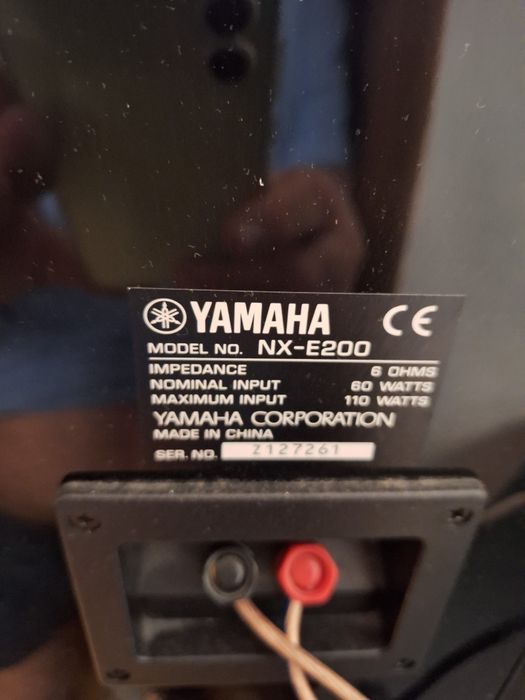 YAMAHA CE
MODEL NO. NX-E200
IMPEDANCE 6 OHMS
NOMINAL INPUT 60 WATTS
MAXIMUM INPUT 110 WATTS
YAMAHA CORPORATION
MADE IN CHINA
SER. NO. Z127261